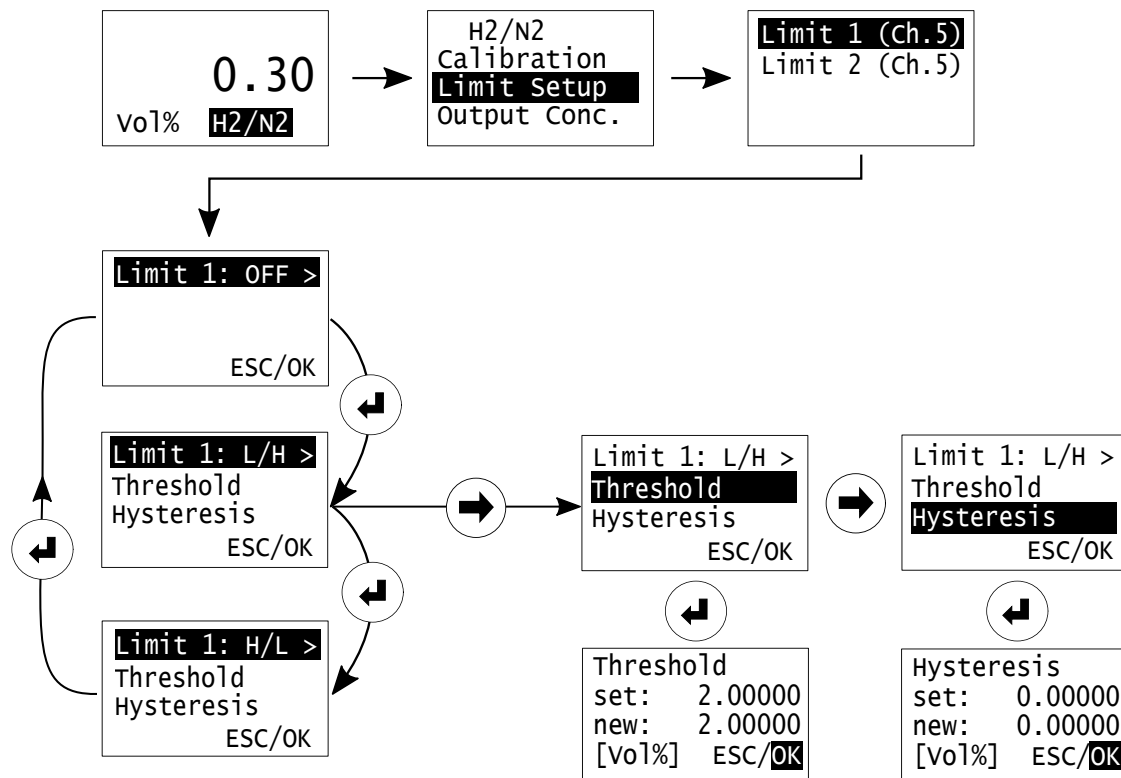 0.30
Vol% H2/N2
H2/N2
Calibration
Limit Setup
Output Conc.
Limit 1 (Ch.5)
Limit 2 (Ch.5)
Limit 1: OFF >
ESC/OK
Limit 1: L/H >
Threshold
Hysteresis
ESC/OK
Limit 1: H/L >
Threshold
Hysteresis
ESC/OK
Limit 1: L/H >
Threshold
Hysteresis
ESC/OK
Threshold
set: 2.00000
new: 2.00000
[Vol%] ESC/OK
Limit 1: L/H >
Threshold
Hysteresis
ESC/OK
Hysteresis
set: 0.00000
new: 0.00000
[Vol%] ESC/OK